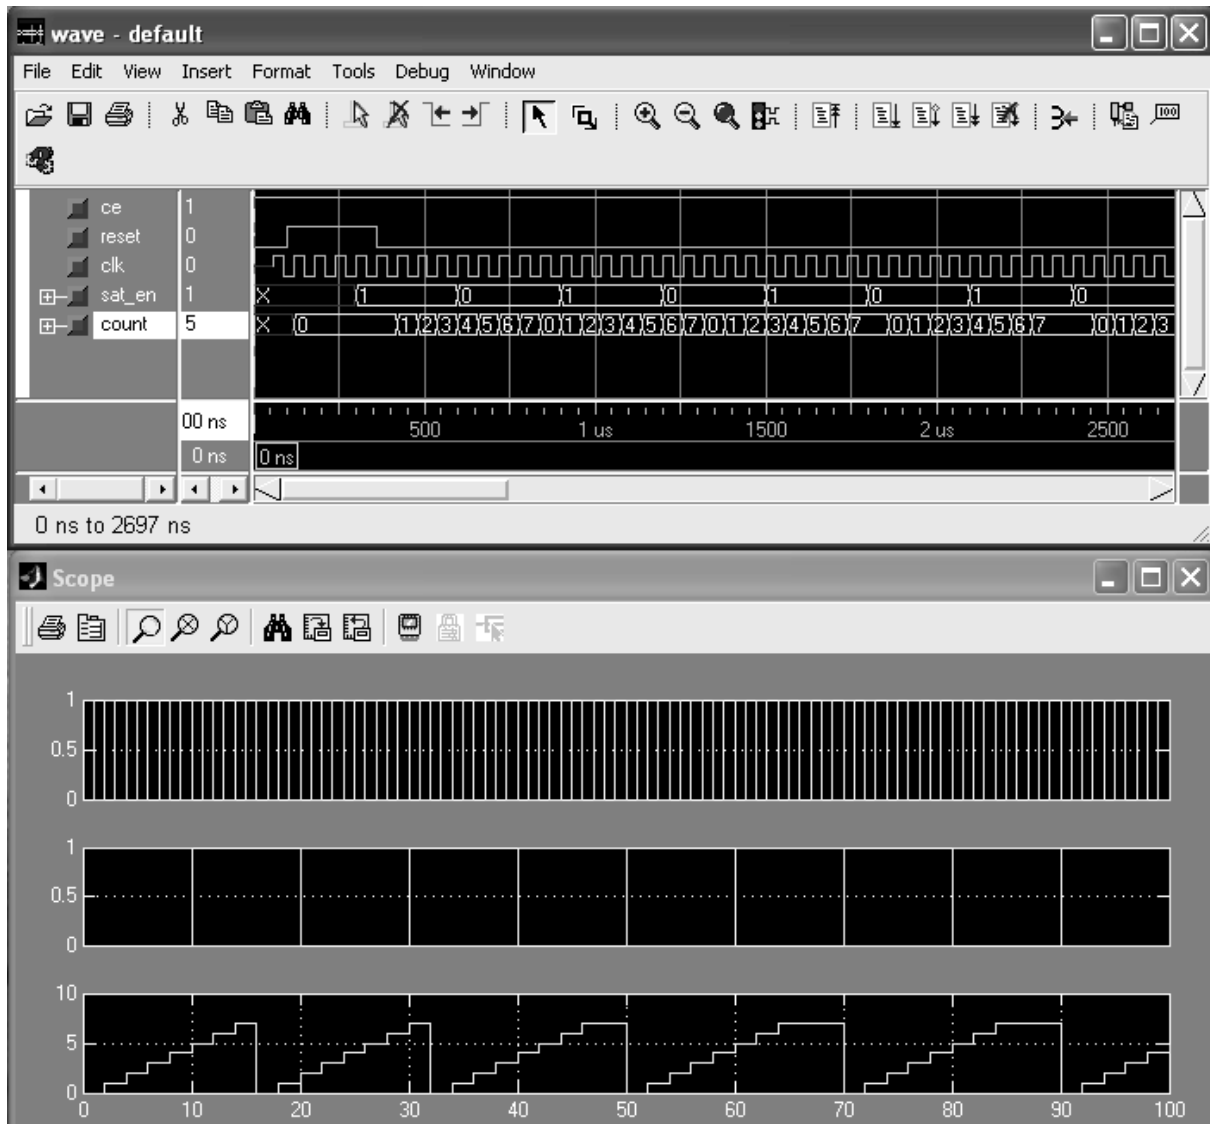 wave - default
File Edit View Insert Format Tools Debug Window
ce 1
reset 0
clk 0
sat_en 1 X 1 0 1 0 1 0 1 0
count 5 X 0 1 2 3 4 5 6 7 0 1 2 3 4 5 6 7 0 1 2 3 4 5 6 7 0 1 2 3 4 5 6 7 0 1 2 3
00 ns 500 1 us 1500 2 us 2500
0 ns 0 ns
0 ns to 2697 ns
Scope
1
0.5
0
1
0.5
0
10
5
0
0 10 20 30 40 50 60 70 80 90 100